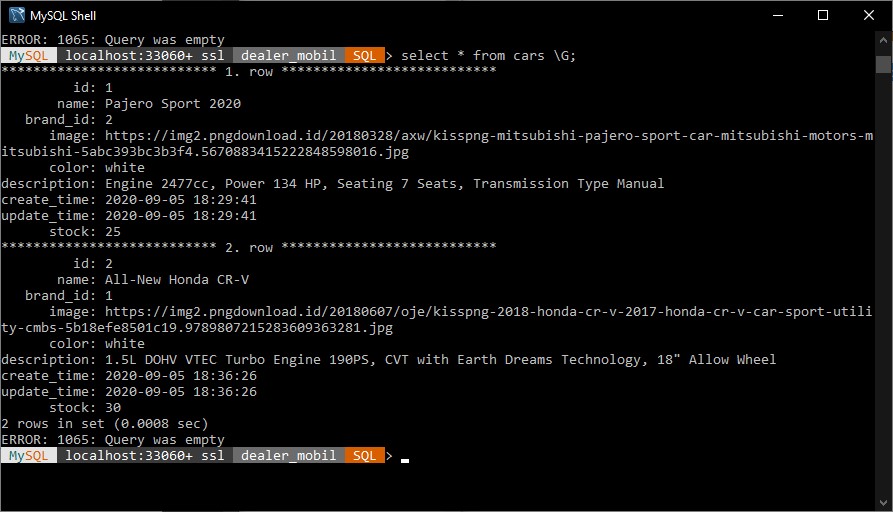 MySQL Shell
ERROR: 1065: Query was empty
MySQL localhost:33060+ ssl dealer_mobil SQL > select * from cars \G;
*************************** 1. row ***************************
id: 1
name: Pajero Sport 2020
brand_id: 2
image: https://img2.pngdownload.id/20180328/axw/kisspng-mitsubishi-pajero-sport-car-mitsubishi-motors-m
itsubishi-5abc393bc3b3f4.5670883415222848598016.jpg
color: white
description: Engine 2477cc, Power 134 HP, Seating 7 Seats, Transmission Type Manual
create_time: 2020-09-05 18:29:41
update_time: 2020-09-05 18:29:41
stock: 25
*************************** 2. row ***************************
id: 2
name: All-New Honda CR-V
brand_id: 1
image: https://img2.pngdownload.id/20180607/oje/kisspng-2018-honda-cr-v-2017-honda-cr-v-car-sport-utili
ty-cmbs-5b18efe8501c19.9789807215283609363281.jpg
color: white
description: 1.5L DOHV VTEC Turbo Engine 190PS, CVT with Earth Dreams Technology, 18" Allow Wheel
create_time: 2020-09-05 18:36:26
update_time: 2020-09-05 18:36:26
stock: 30
2 rows in set (0.0008 sec)
ERROR: 1065: Query was empty
MySQL localhost:33060+ ssl dealer_mobil SQL > _